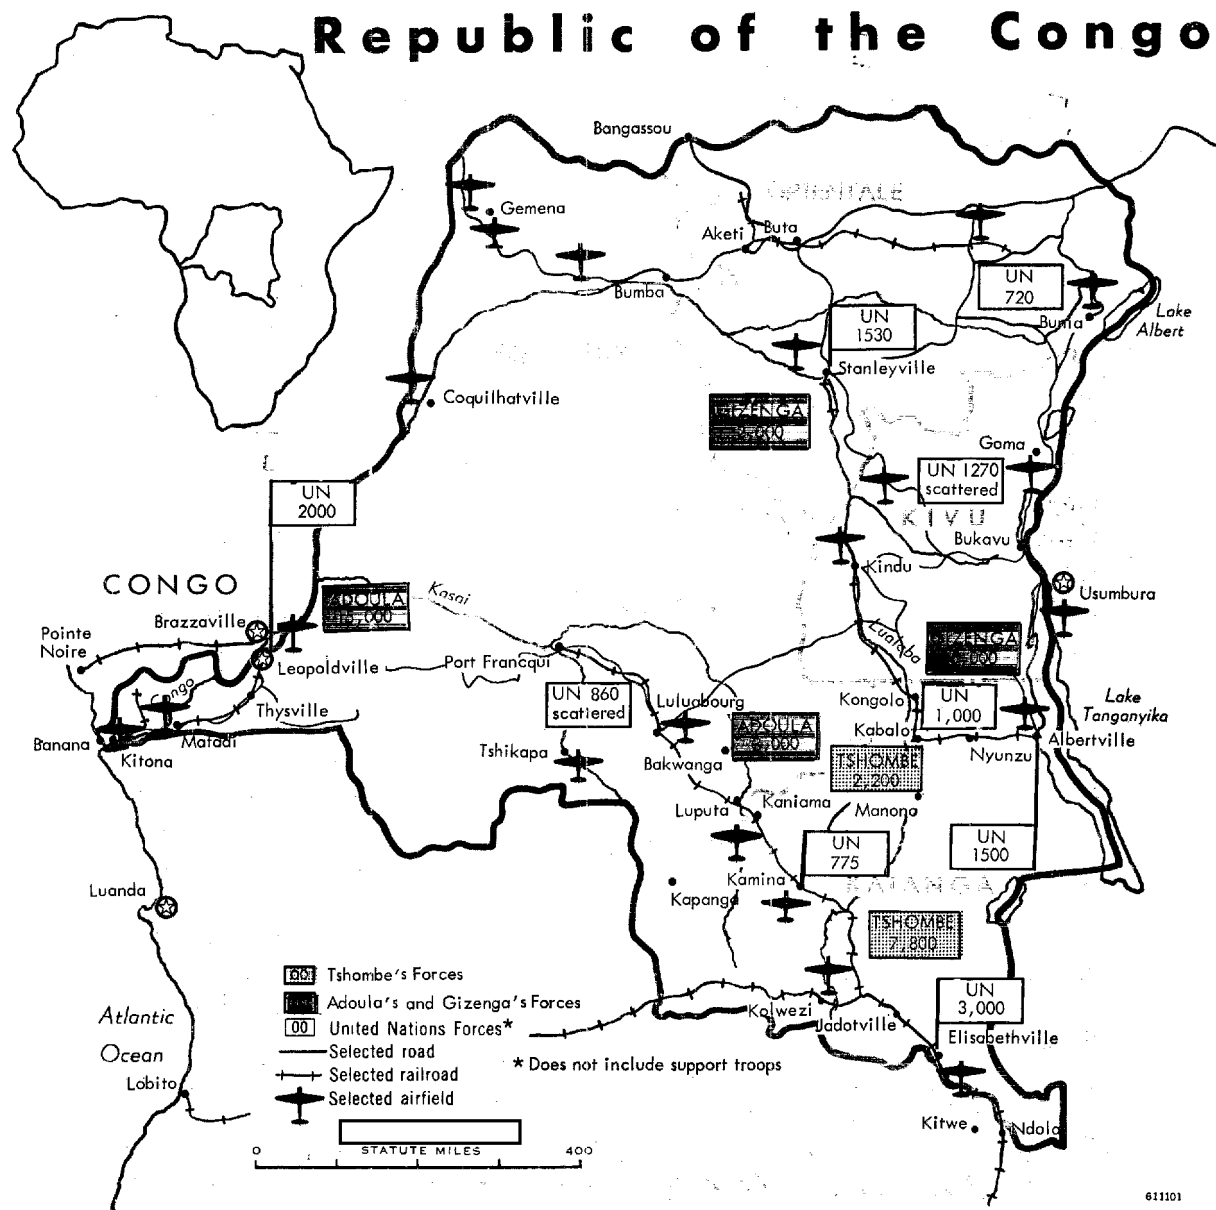 Republic of the Congo
Bangassou
ORIENTALE
Gemena
Aketi
Buta
UN
720
Bumba
Bunia
Lake
Albert
UN
1530
Stanleyville
Coquilhatville
GIZENGA
Goma
UN 1270
scattered
UN
2000
KIVU
Bukavu
CONGO
Kindu
Kasai
ADOULA
Usumbura
Brazzaville
Pointe
Noire
Lualaba
GIZENGA
Leopoldville
Port Francqui
Congo
UN 860
scattered
Luluabourg
Kongolo
UN
1,000
Lake
Tanganyika
Thysville
Banana
Matadi
Kitona
ADOULA
Kabalo
Nyunzu
Albertville
Tshikapa
Bakwanga
TSHOMBE
2,200
Luputa
Kaniama
Manono
UN
775
UN
1500
Kamina
KATANGA
Luanda
Kapanga
TSHOMBE
7,800
00 Tshombe's Forces
Adoula's and Gizenga's Forces
00 United Nations Forces*
Selected road
Selected railroad
Selected airfield
UN
3,000
Kolwezi
Jadotville
Elisabethville
Atlantic
Ocean
* Does not include support troops
Lobito
Kitwe
Ndola
STATUTE MILES
0 400
611101